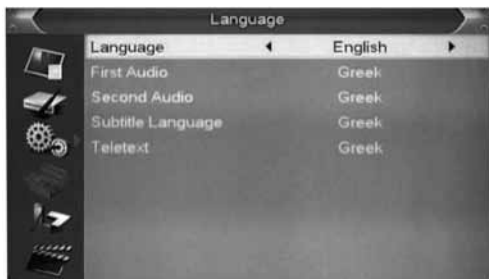 Language
Language English
First Audio Greek
Second Audio Greek
Subtitle Language Greek
Teletext Greek